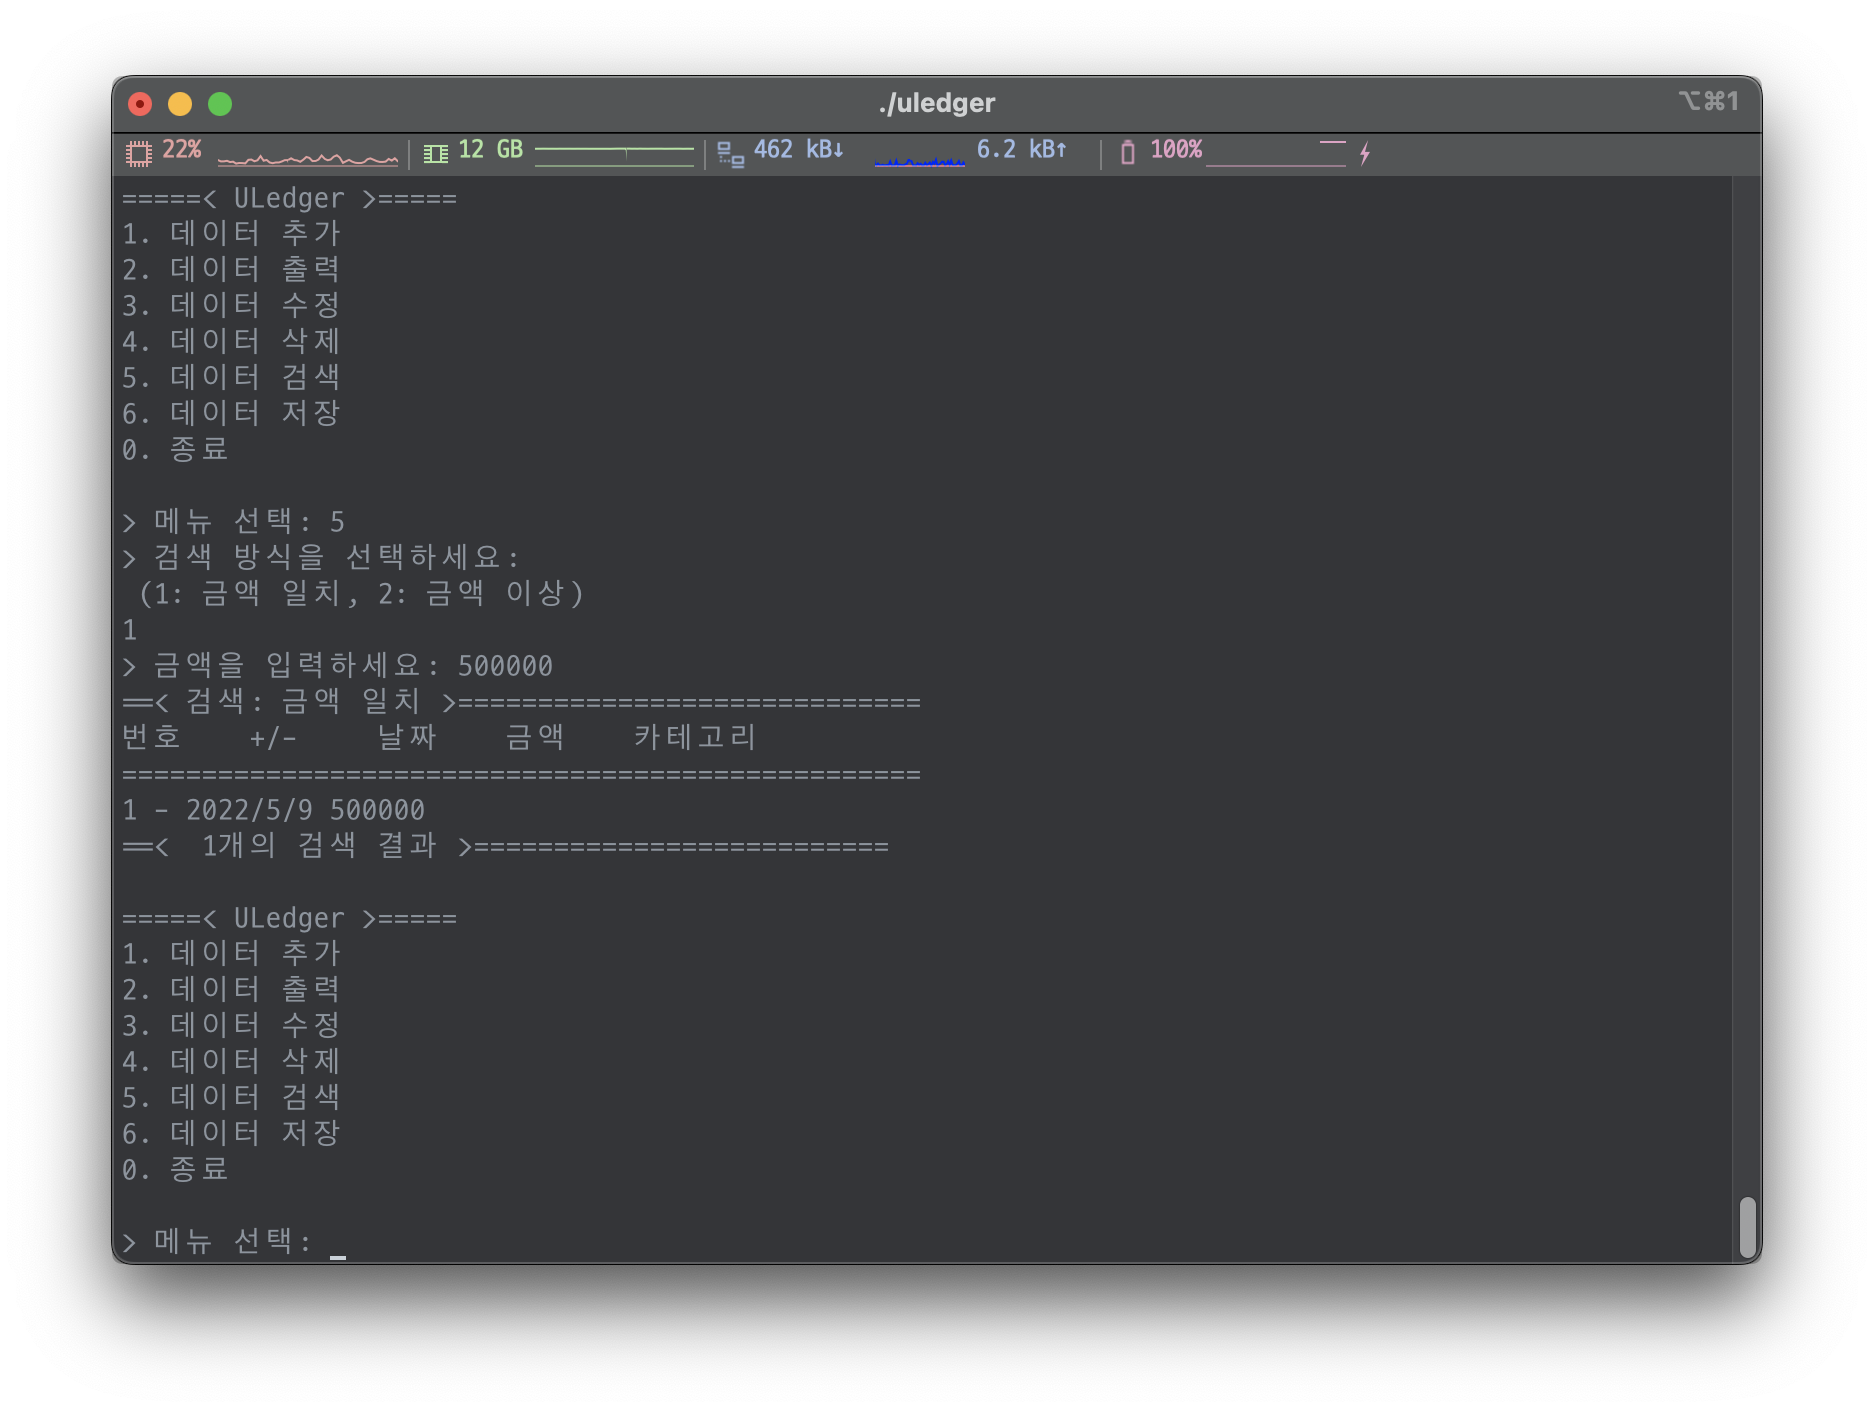 ./uledger
⌥⌘1
22% 12 GB 462 kB↓ 6.2 kB↑ 100%
=====< ULedger >=====
1. 데이터 추가
2. 데이터 출력
3. 데이터 수정
4. 데이터 삭제
5. 데이터 검색
6. 데이터 저장
0. 종료
> 메뉴 선택: 5
> 검색 방식을 선택하세요:
(1: 금액 일치, 2: 금액 이상)
1
> 금액을 입력하세요: 500000
==< 검색: 금액 일치 >=============================
번호 +/- 날짜 금액 카테고리
==================================================
1 - 2022/5/9 500000
==< 1개의 검색 결과 >==========================
=====< ULedger >=====
1. 데이터 추가
2. 데이터 출력
3. 데이터 수정
4. 데이터 삭제
5. 데이터 검색
6. 데이터 저장
0. 종료
> 메뉴 선택: _